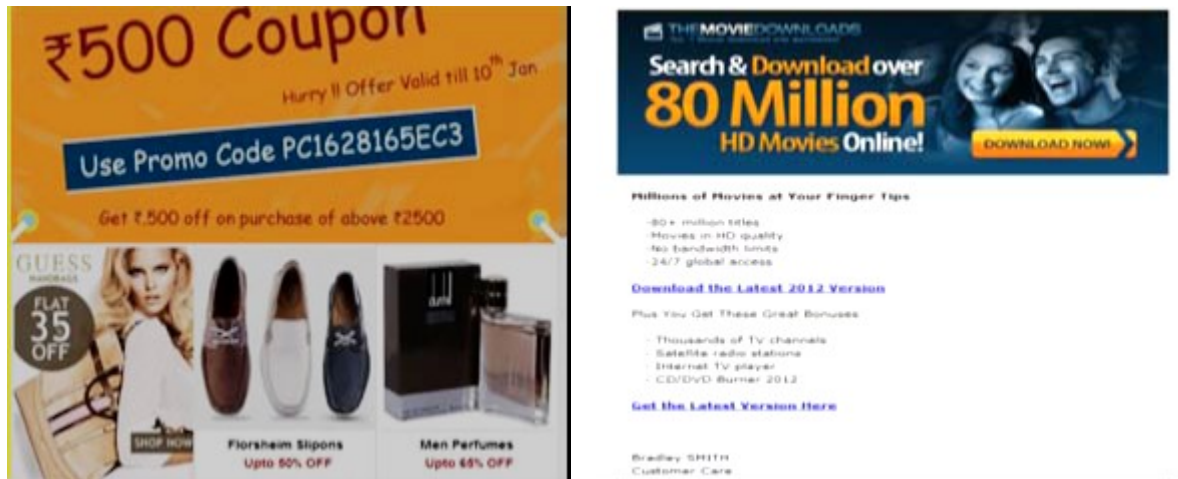 ₹500 Coupon
Hurry !! Offer Valid till 10th Jan
Use Promo Code PC1628165EC3
Get ₹.500 off on purchase of above ₹2500
GUESS
HANDBAGS
FLAT
35
OFF
SHOP NOW
Florsheim Slipons
Upto 50% OFF
dunhill
Men Perfumes
Upto 65% OFF
THEMOVIEDOWNLOADS
Search & Download over
80 Million
HD Movies Online!
DOWNLOAD NOW!
Millions of Movies at Your Finger Tips
-80+ million titles
-Movies in HD quality
-No bandwidth limits
-24/7 global access
Download the Latest 2012 Version
Plus You Get These Great Bonuses
- Thousands of TV channels
- Satellite radio stations
- Internet TV player
- CD/DVD Burner 2012
Get the Latest Version Here
Bradley SMITH
Customer Care